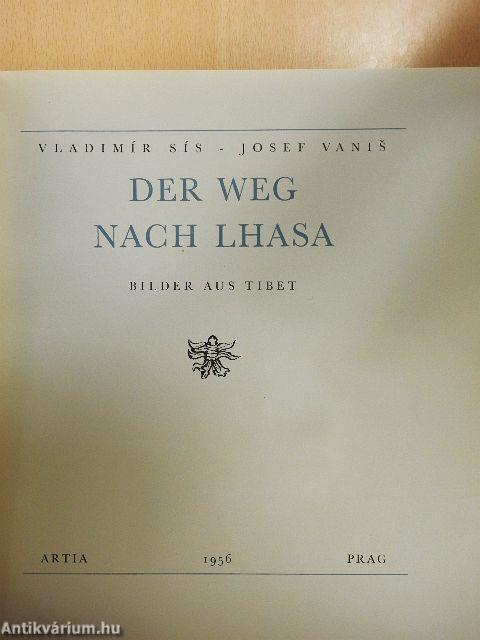 VLADIMÍR SÍS - JOSEF VANIŠ
DER WEG
NACH LHASA
BILDER AUS TIBET
ARTIA 1956 PRAG
Antikvárium.hu